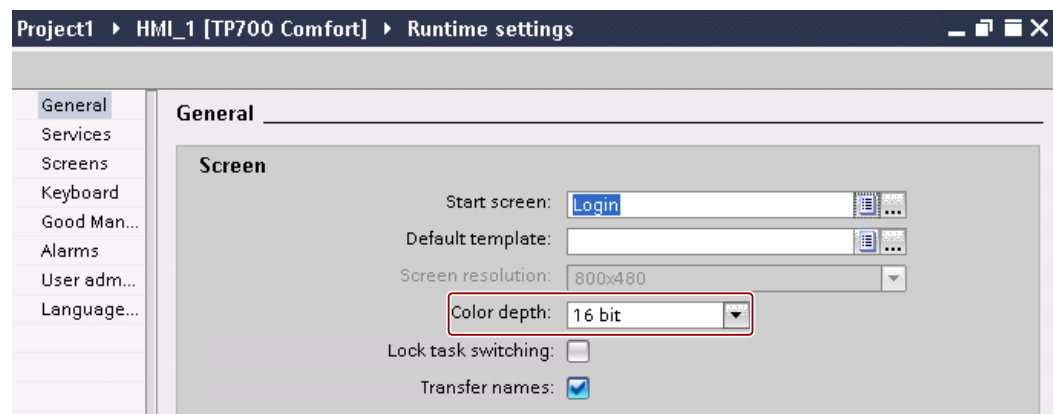 Project1 ▸ HMI_1 [TP700 Comfort] ▸ Runtime settings
General
Services
Screens
Keyboard
Good Man...
Alarms
User adm...
Language...
General
Screen
Start screen: Login
Default template:
Screen resolution: 800x480
Color depth: 16 bit
Lock task switching:
Transfer names: